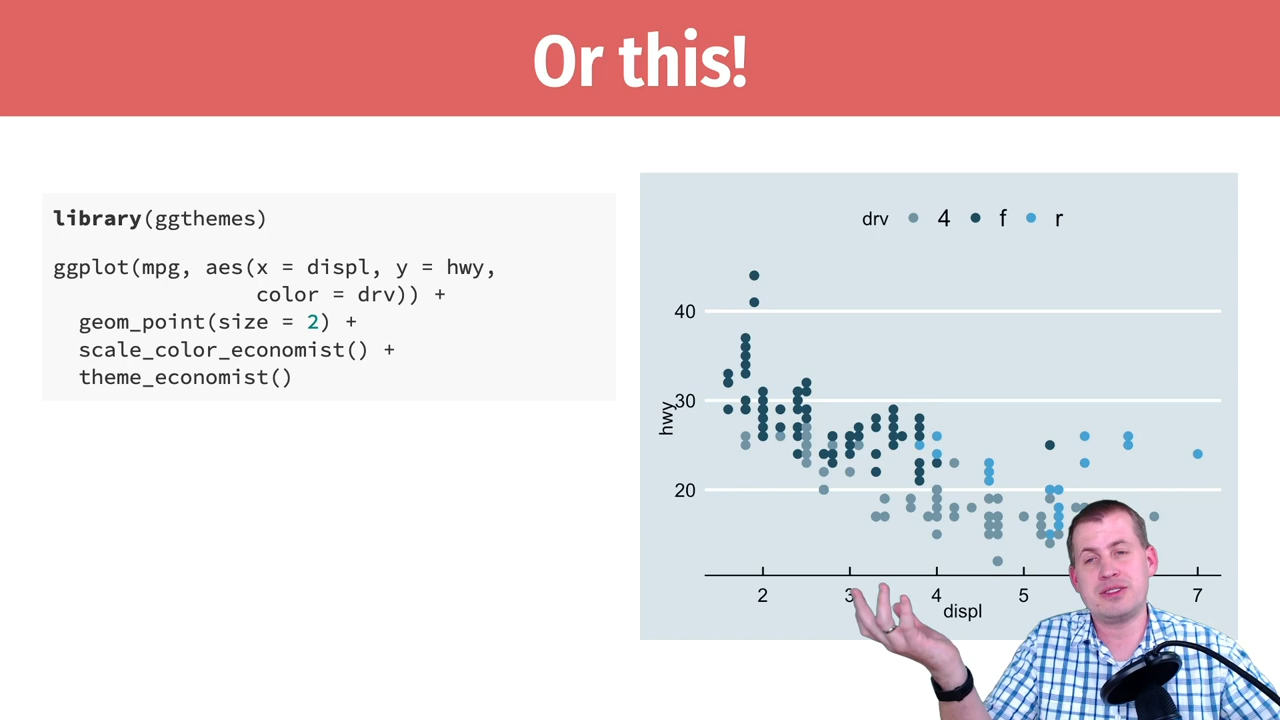 Or this!
library(ggthemes)
ggplot(mpg, aes(x = displ, y = hwy,
color = drv)) +
geom_point(size = 2) +
scale_color_economist() +
theme_economist()
drv 4 f r
40
30
20
hwy
2 3 4 5 7
displ